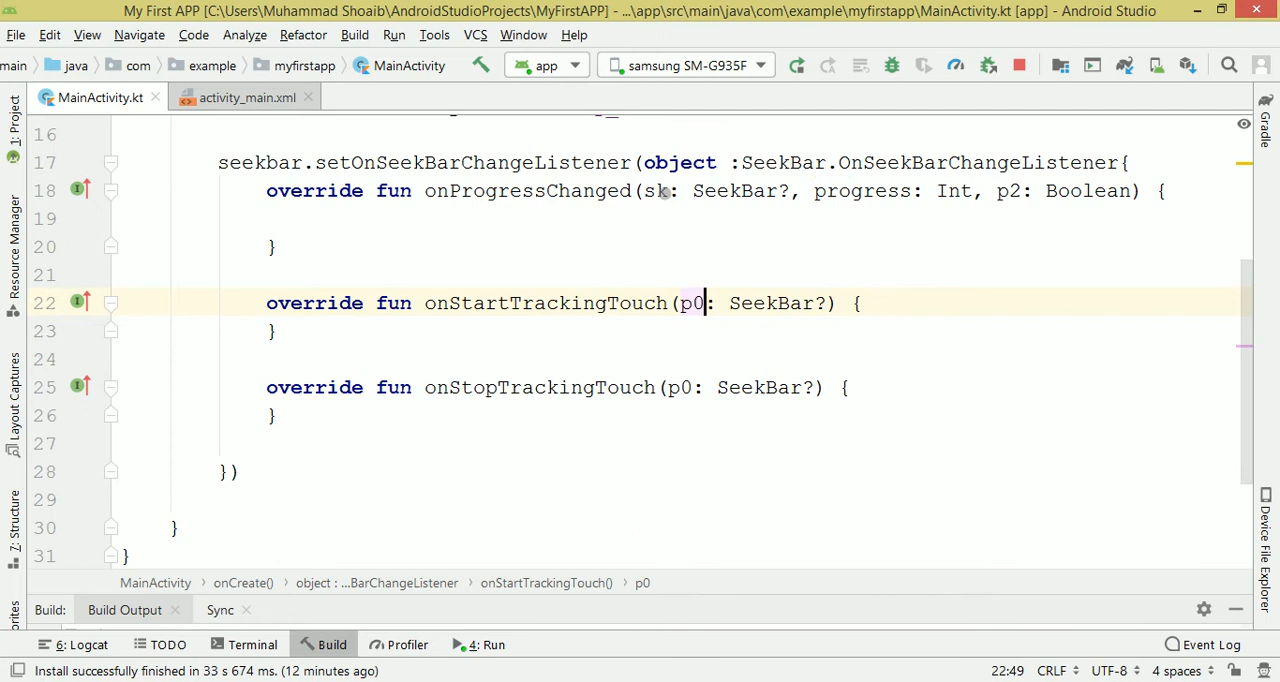 My First APP [C:\Users\Muhammad Shoaib\AndroidStudioProjects\MyFirstAPP] - ...\app\src\main\java\com\example\myfirstapp\MainActivity.kt [app] - Android Studio
File Edit View Navigate Code Analyze Refactor Build Run Tools VCS Window Help
main java com example myfirstapp MainActivity app samsung SM-G935F
MainActivity.kt activity_main.xml
1: Project
Resource Manager
Layout Captures
7: Structure
Gradle
Device File Explorer
16
17 seekbar.setOnSeekBarChangeListener(object :SeekBar.OnSeekBarChangeListener{
18 override fun onProgressChanged(sk: SeekBar?, progress: Int, p2: Boolean) {
19
20 }
21
22 override fun onStartTrackingTouch(p0: SeekBar?) {
23 }
24
25 override fun onStopTrackingTouch(p0: SeekBar?) {
26 }
27
28 })
29
30 }
31 }
MainActivity › onCreate() › object : ...BarChangeListener › onStartTrackingTouch() › p0
Build: Build Output Sync
6: Logcat TODO Terminal Build Profiler 4: Run Event Log
Install successfully finished in 33 s 674 ms. (12 minutes ago) 22:49 CRLF UTF-8 4 spaces